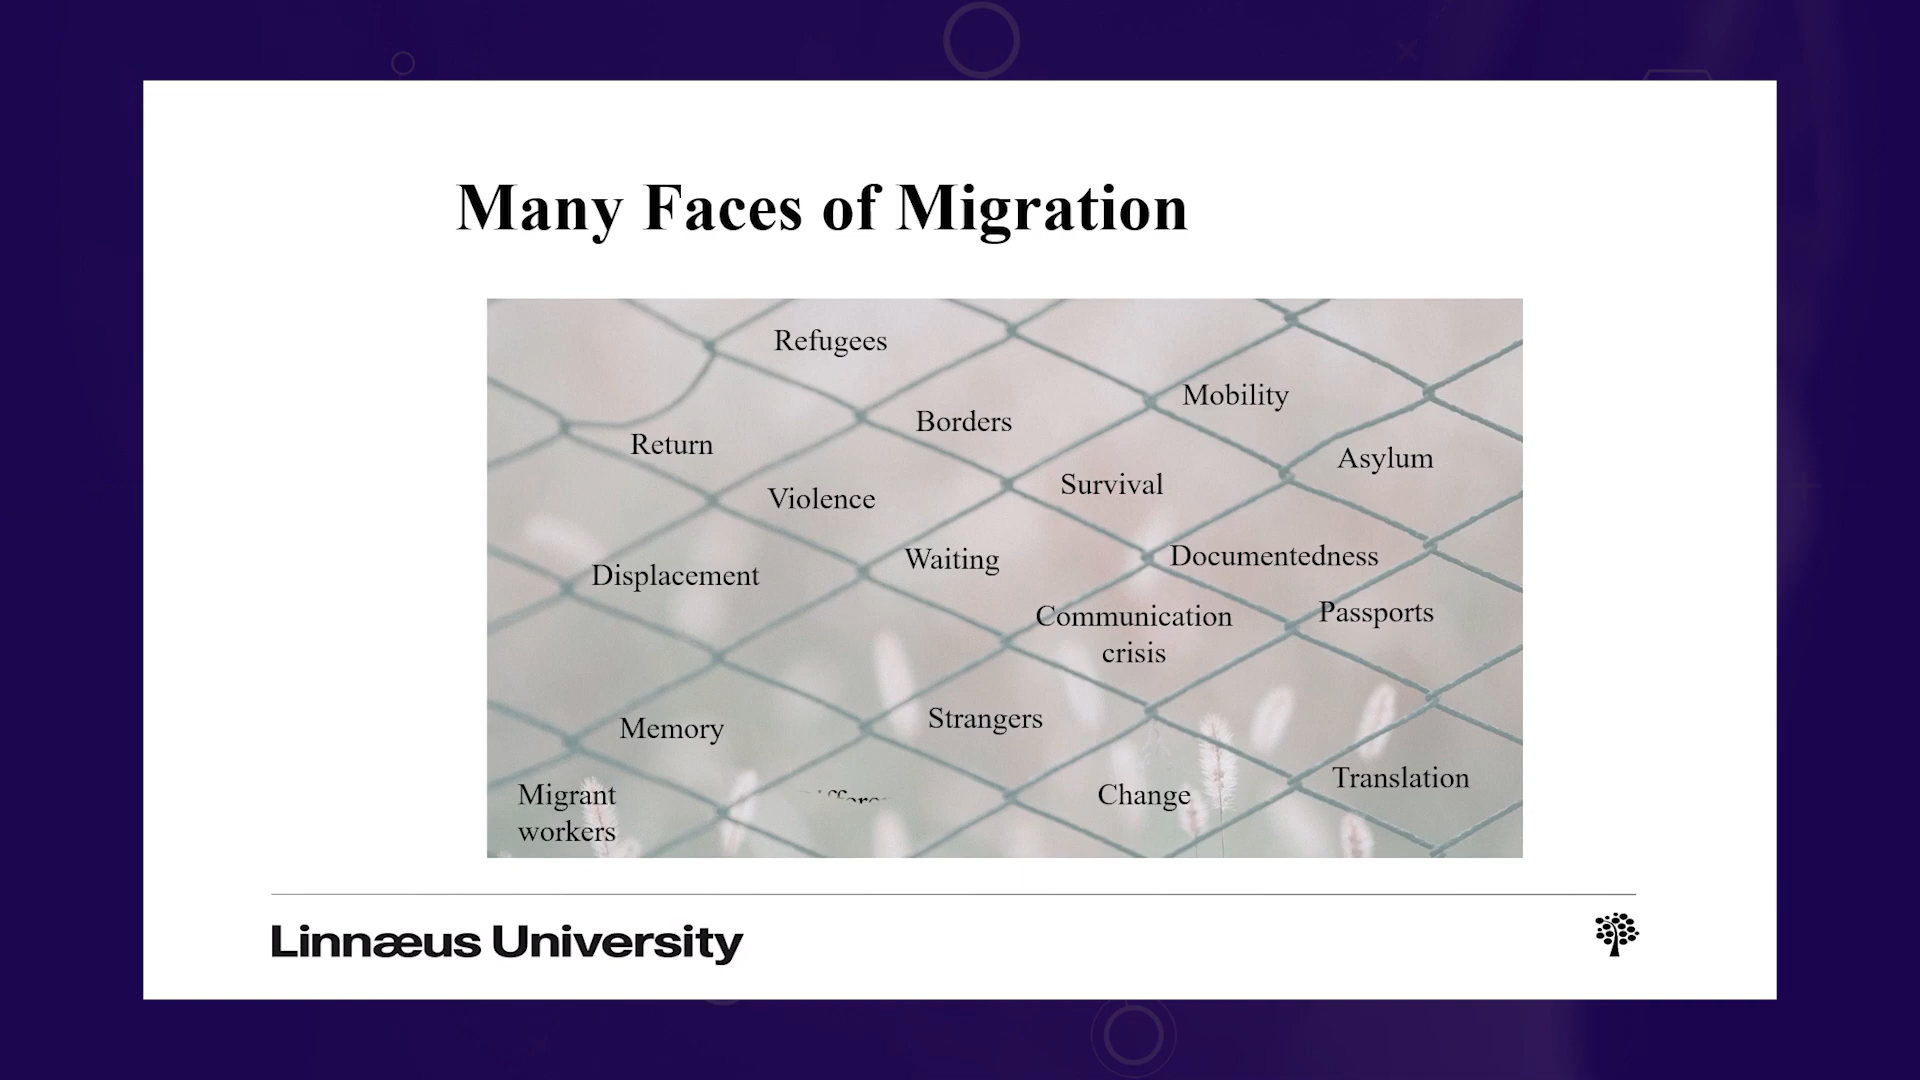 Many Faces of Migration
Refugees
Mobility
Borders
Return
Asylum
Survival
Violence
Waiting
Documentedness
Displacement
Communication
crisis
Passports
Strangers
Memory
Translation
Migrant
workers
Change
Linnæus University